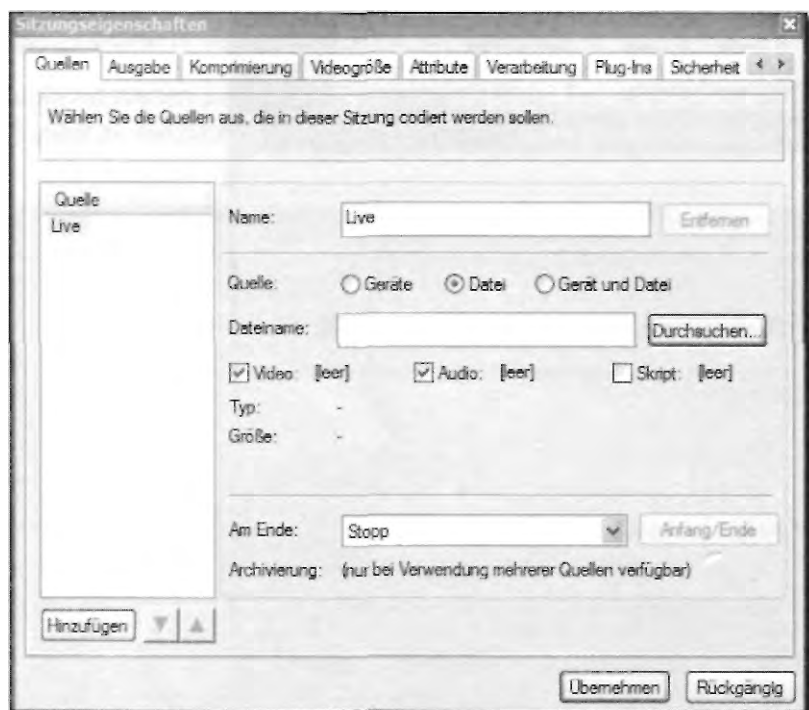 Sitzungseigenschaften
Quellen Ausgabe Komprimierung Videogröße Attribute Verarbeitung Plug-Ins Sicherheit
Wählen Sie die Quellen aus, die in dieser Sitzung codiert werden sollen.
Quelle
Live
Name: Live Entfernen
Quelle: Geräte Datei Gerät und Datei
Dateiname: Durchsuchen...
Video: [leer] Audio: [leer] Skript: [leer]
Typ: -
Größe: -
Am Ende: Stopp Anfang/Ende
Archivierung: (nur bei Verwendung mehrerer Quellen verfügbar)
Hinzufügen
Übernehmen Rückgängig